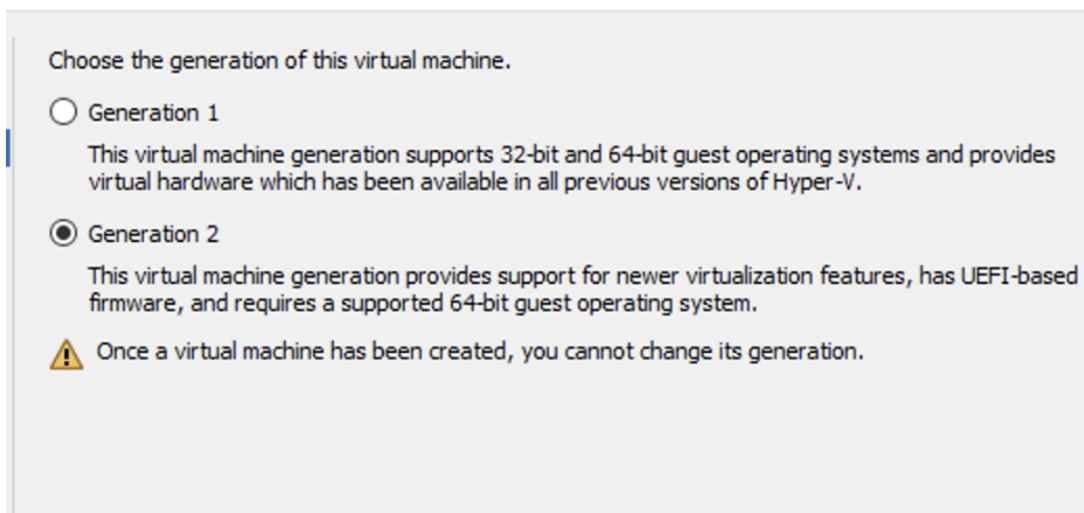 Choose the generation of this virtual machine.
Generation 1
This virtual machine generation supports 32-bit and 64-bit guest operating systems and provides
virtual hardware which has been available in all previous versions of Hyper-V.
Generation 2
This virtual machine generation provides support for newer virtualization features, has UEFI-based
firmware, and requires a supported 64-bit guest operating system.
Once a virtual machine has been created, you cannot change its generation.